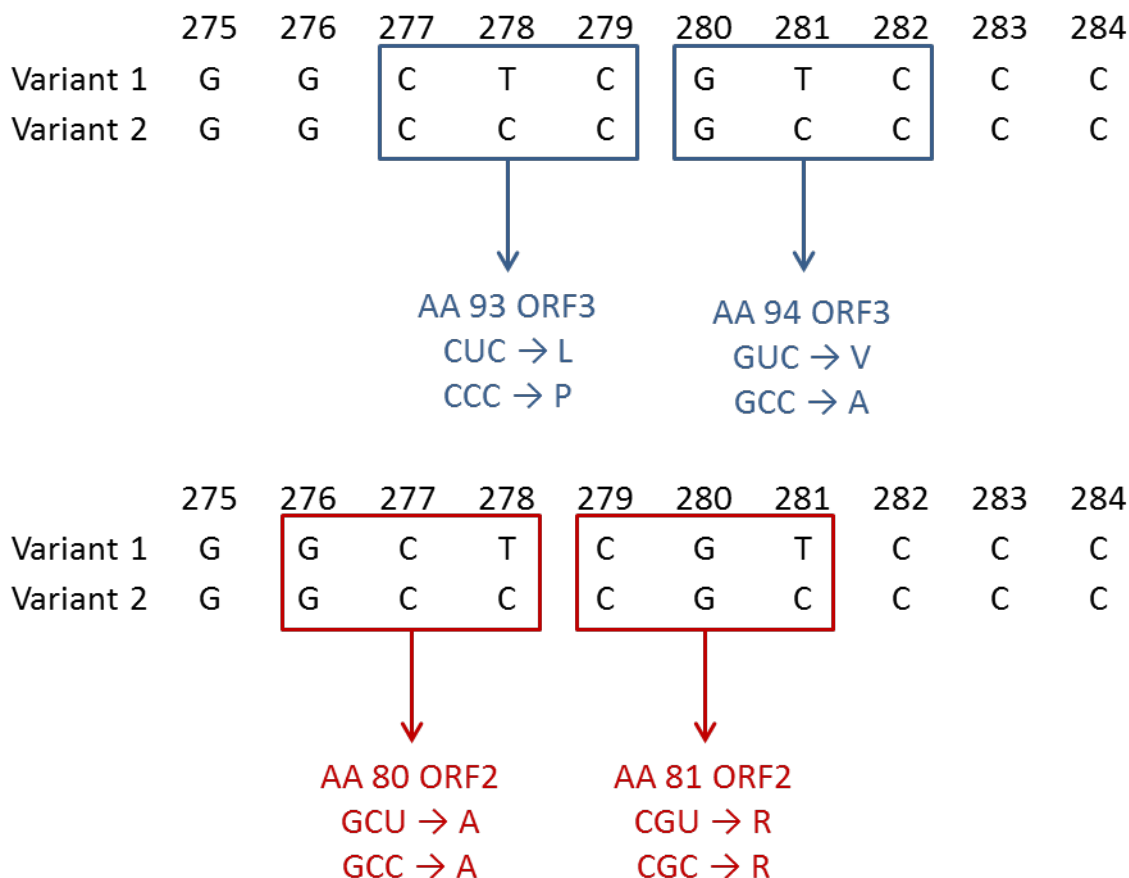 275 276 277 278 279 280 281 282 283 284
Variant 1 G G C T C G T C C C
Variant 2 G G C C C G C C C C
AA 93 ORF3
CUC → L
CCC → P
AA 94 ORF3
GUC → V
GCC → A
275 276 277 278 279 280 281 282 283 284
Variant 1 G G C T C G T C C C
Variant 2 G G C C C G C C C C
AA 80 ORF2
GCU → A
GCC → A
AA 81 ORF2
CGU → R
CGC → R